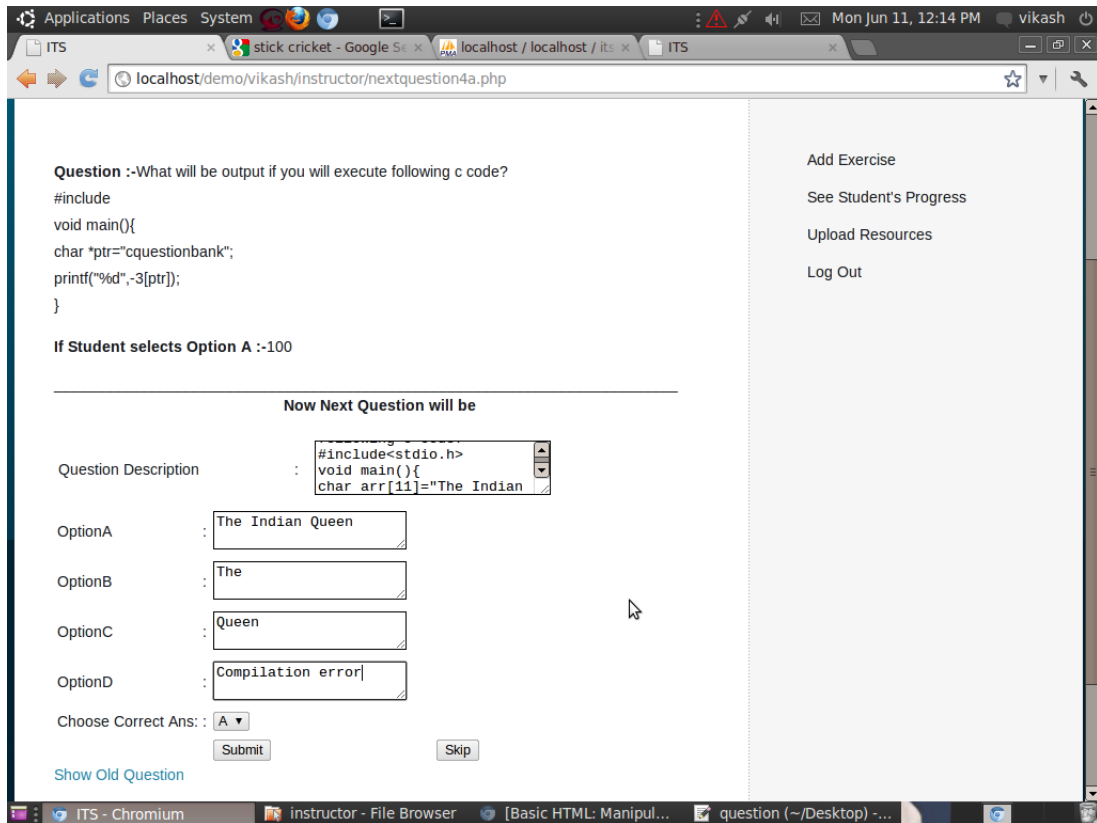 Applications Places System Mon Jun 11, 12:14 PM vikash
ITS stick cricket - Google Se localhost / localhost / its ITS
localhost/demo/vikash/instructor/nextquestion4a.php
Question :-What will be output if you will execute following c code?
#include
void main(){
char *ptr="cquestionbank";
printf("%d",-3[ptr]);
}
If Student selects Option A :-100
Now Next Question will be
Question Description :
#include<stdio.h>
void main(){
char arr[11]="The Indian
OptionA : The Indian Queen
OptionB : The
OptionC : Queen
OptionD : Compilation error
Choose Correct Ans: : A
Submit Skip
Show Old Question
Add Exercise
See Student's Progress
Upload Resources
Log Out
ITS - Chromium instructor - File Browser [Basic HTML: Manipul... question (~/Desktop) -...